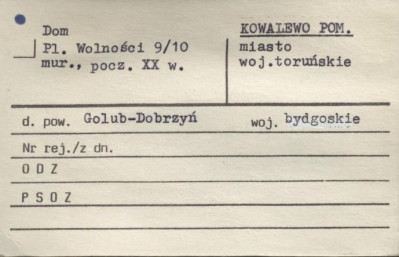 Dom
Pl. Wolności 9/10
mur., pocz. XX w.
KOWALEWO POM.
miasto
woj.toruńskie
d. pow. Golub-Dobrzyń woj. bydgoskie
Nr rej./z dn.
O D Z
P S O Z